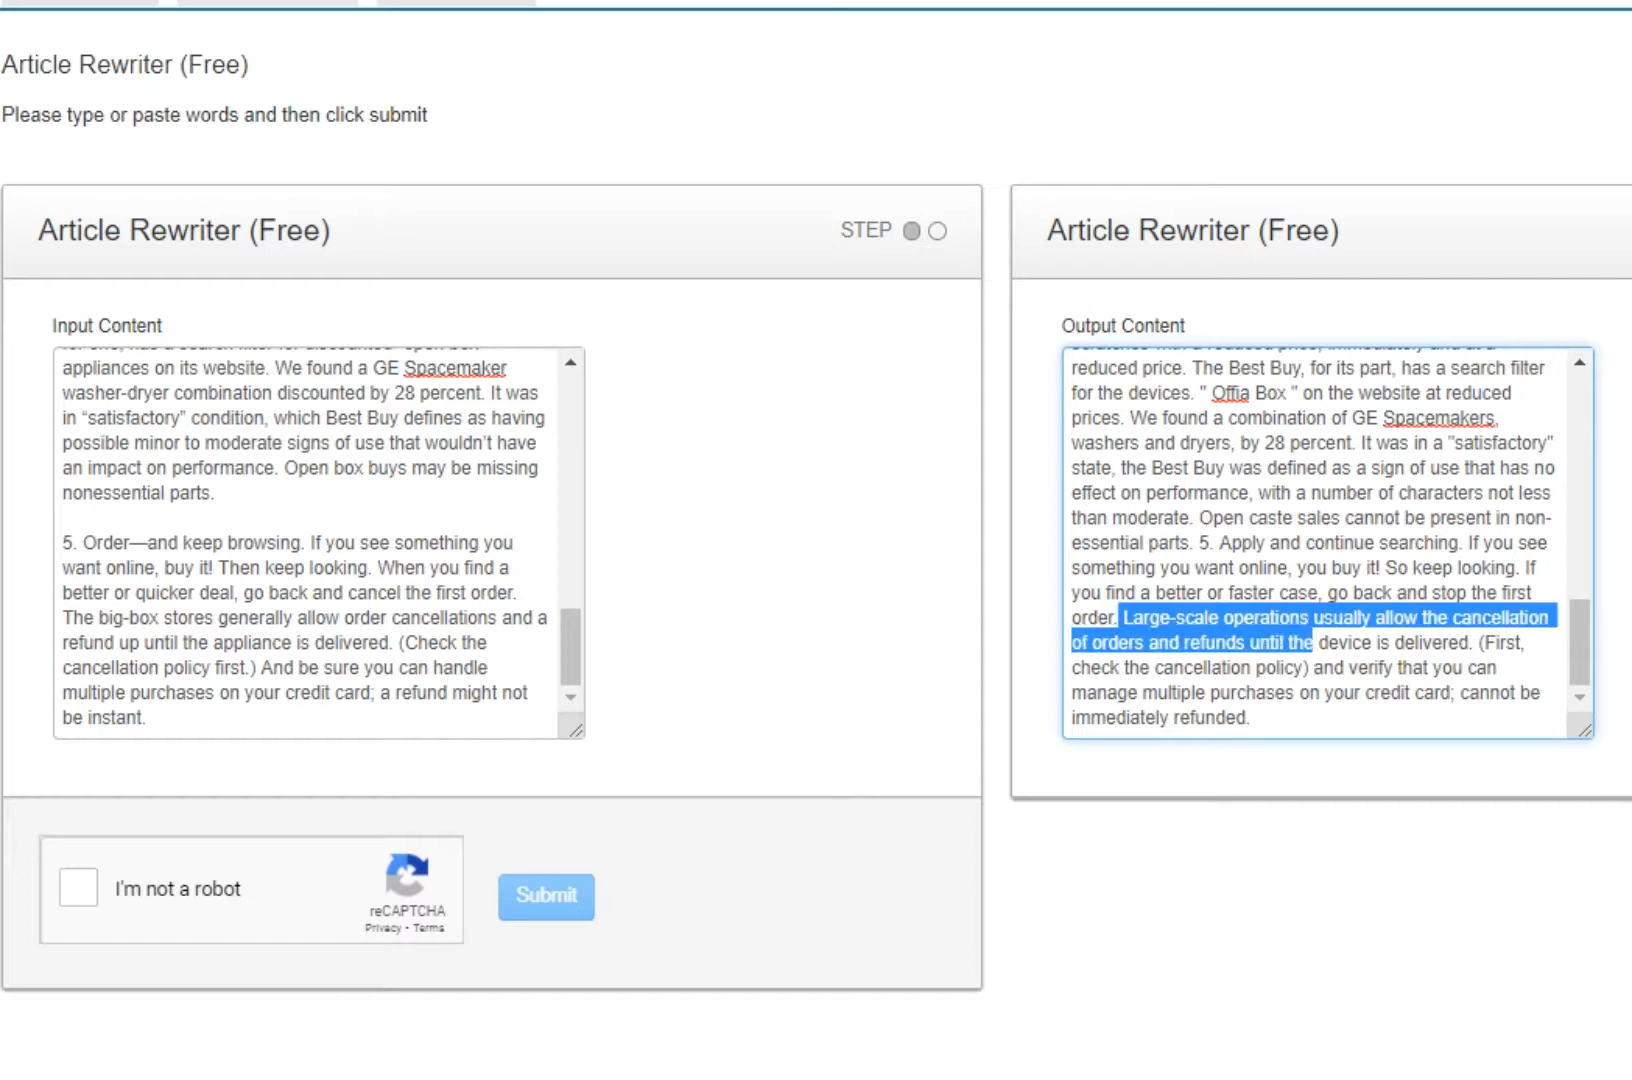 Article Rewriter (Free)
Please type or paste words and then click submit
Article Rewriter (Free)
STEP
Input Content
appliances on its website. We found a GE Spacemaker
washer-dryer combination discounted by 28 percent. It was
in “satisfactory” condition, which Best Buy defines as having
possible minor to moderate signs of use that wouldn’t have
an impact on performance. Open box buys may be missing
nonessential parts.
5. Order—and keep browsing. If you see something you
want online, buy it! Then keep looking. When you find a
better or quicker deal, go back and cancel the first order.
The big-box stores generally allow order cancellations and a
refund up until the appliance is delivered. (Check the
cancellation policy first.) And be sure you can handle
multiple purchases on your credit card; a refund might not
be instant.
I'm not a robot
reCAPTCHA
Privacy - Terms
Submit
Article Rewriter (Free)
Output Content
reduced price. The Best Buy, for its part, has a search filter
for the devices. " Offia Box " on the website at reduced
prices. We found a combination of GE Spacemakers,
washers and dryers, by 28 percent. It was in a "satisfactory"
state, the Best Buy was defined as a sign of use that has no
effect on performance, with a number of characters not less
than moderate. Open caste sales cannot be present in non-
essential parts. 5. Apply and continue searching. If you see
something you want online, you buy it! So keep looking. If
you find a better or faster case, go back and stop the first
order. Large-scale operations usually allow the cancellation
of orders and refunds until the device is delivered. (First,
check the cancellation policy) and verify that you can
manage multiple purchases on your credit card; cannot be
immediately refunded.